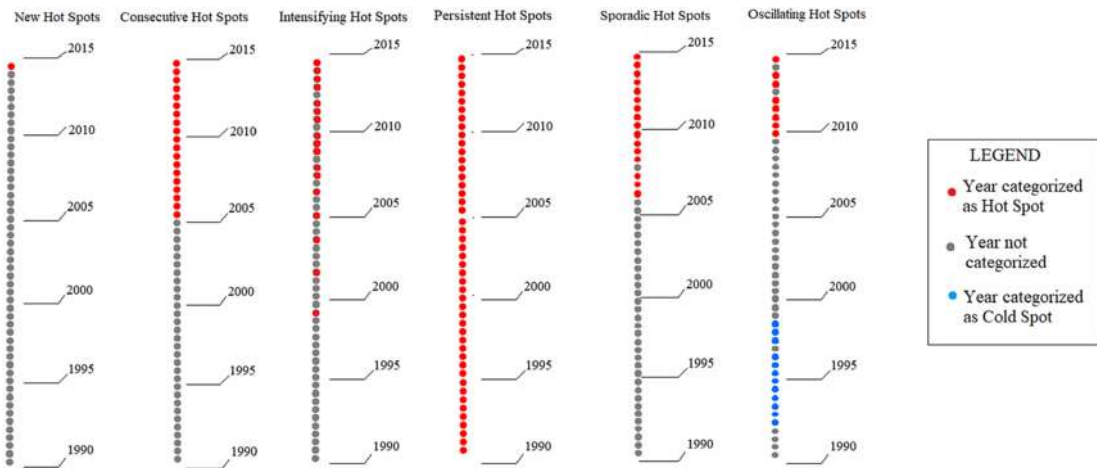 New Hot Spots
Consecutive Hot Spots
Intensifying Hot Spots
Persistent Hot Spots
Sporadic Hot Spots
Oscillating Hot Spots
2015
2015
2015
2015
2015
2015
2010
2010
2010
2010
2010
2010
2005
2005
2005
2005
2005
2005
2000
2000
2000
2000
2000
2000
1995
1995
1995
1995
1995
1995
1990
1990
1990
1990
1990
1990
LEGEND
Year categorized
as Hot Spot
Year not
categorized
Year categorized
as Cold Spot